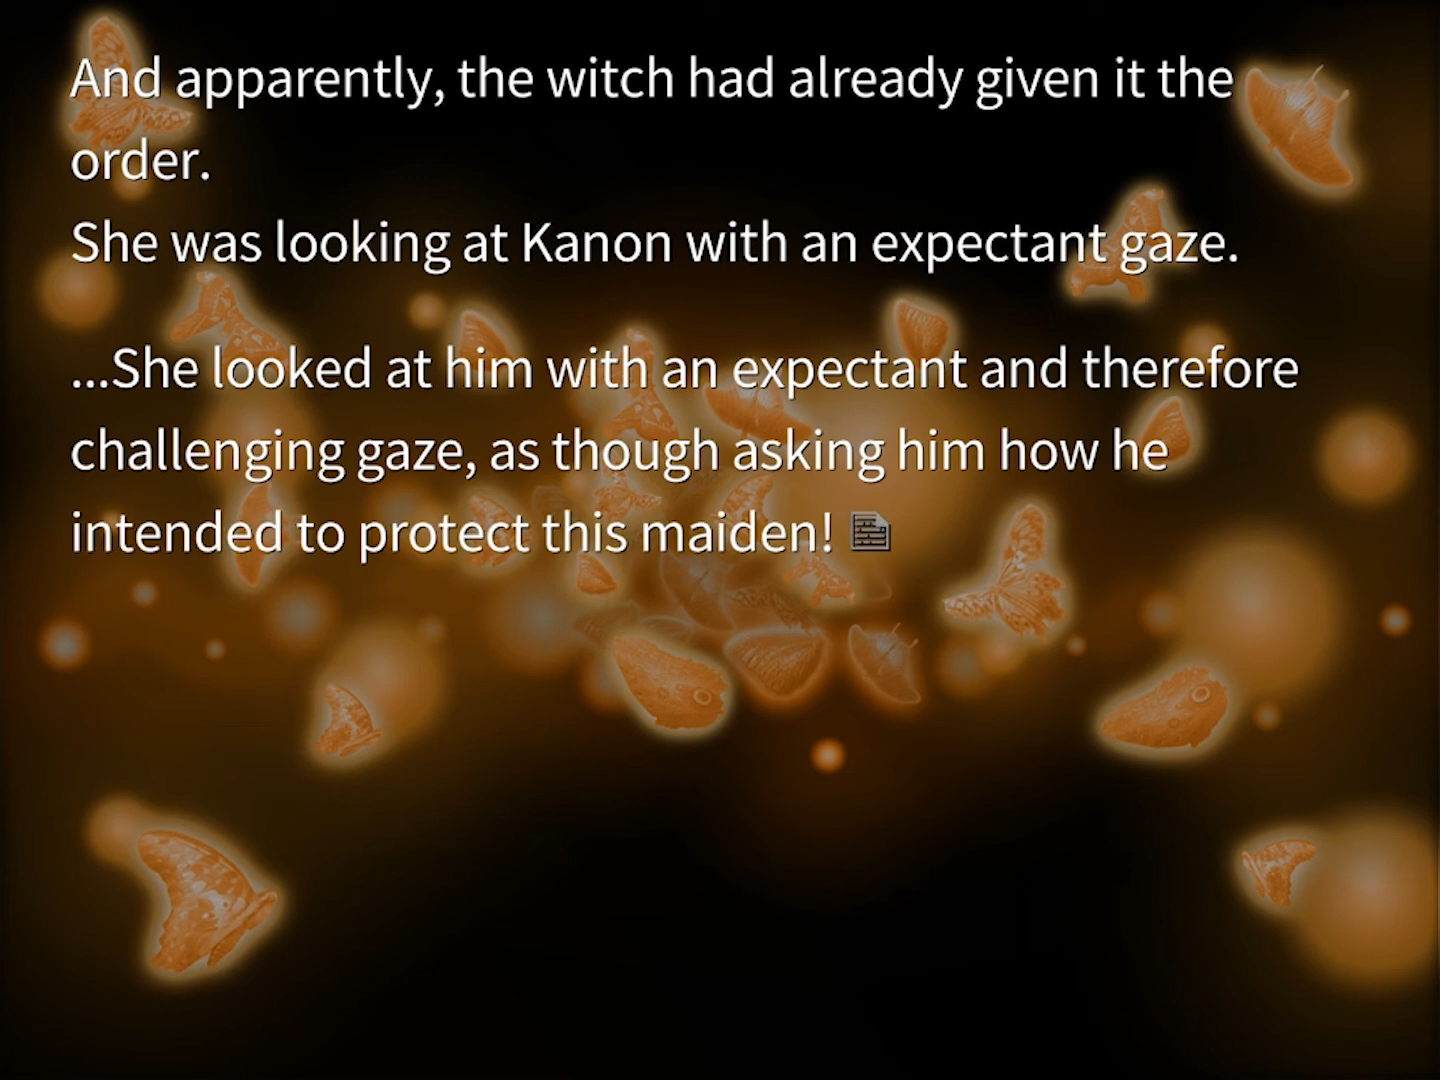 And apparently, the witch had already given it the
order.
She was looking at Kanon with an expectant gaze.
...She looked at him with an expectant and therefore
challenging gaze, as though asking him how he
intended to protect this maiden!